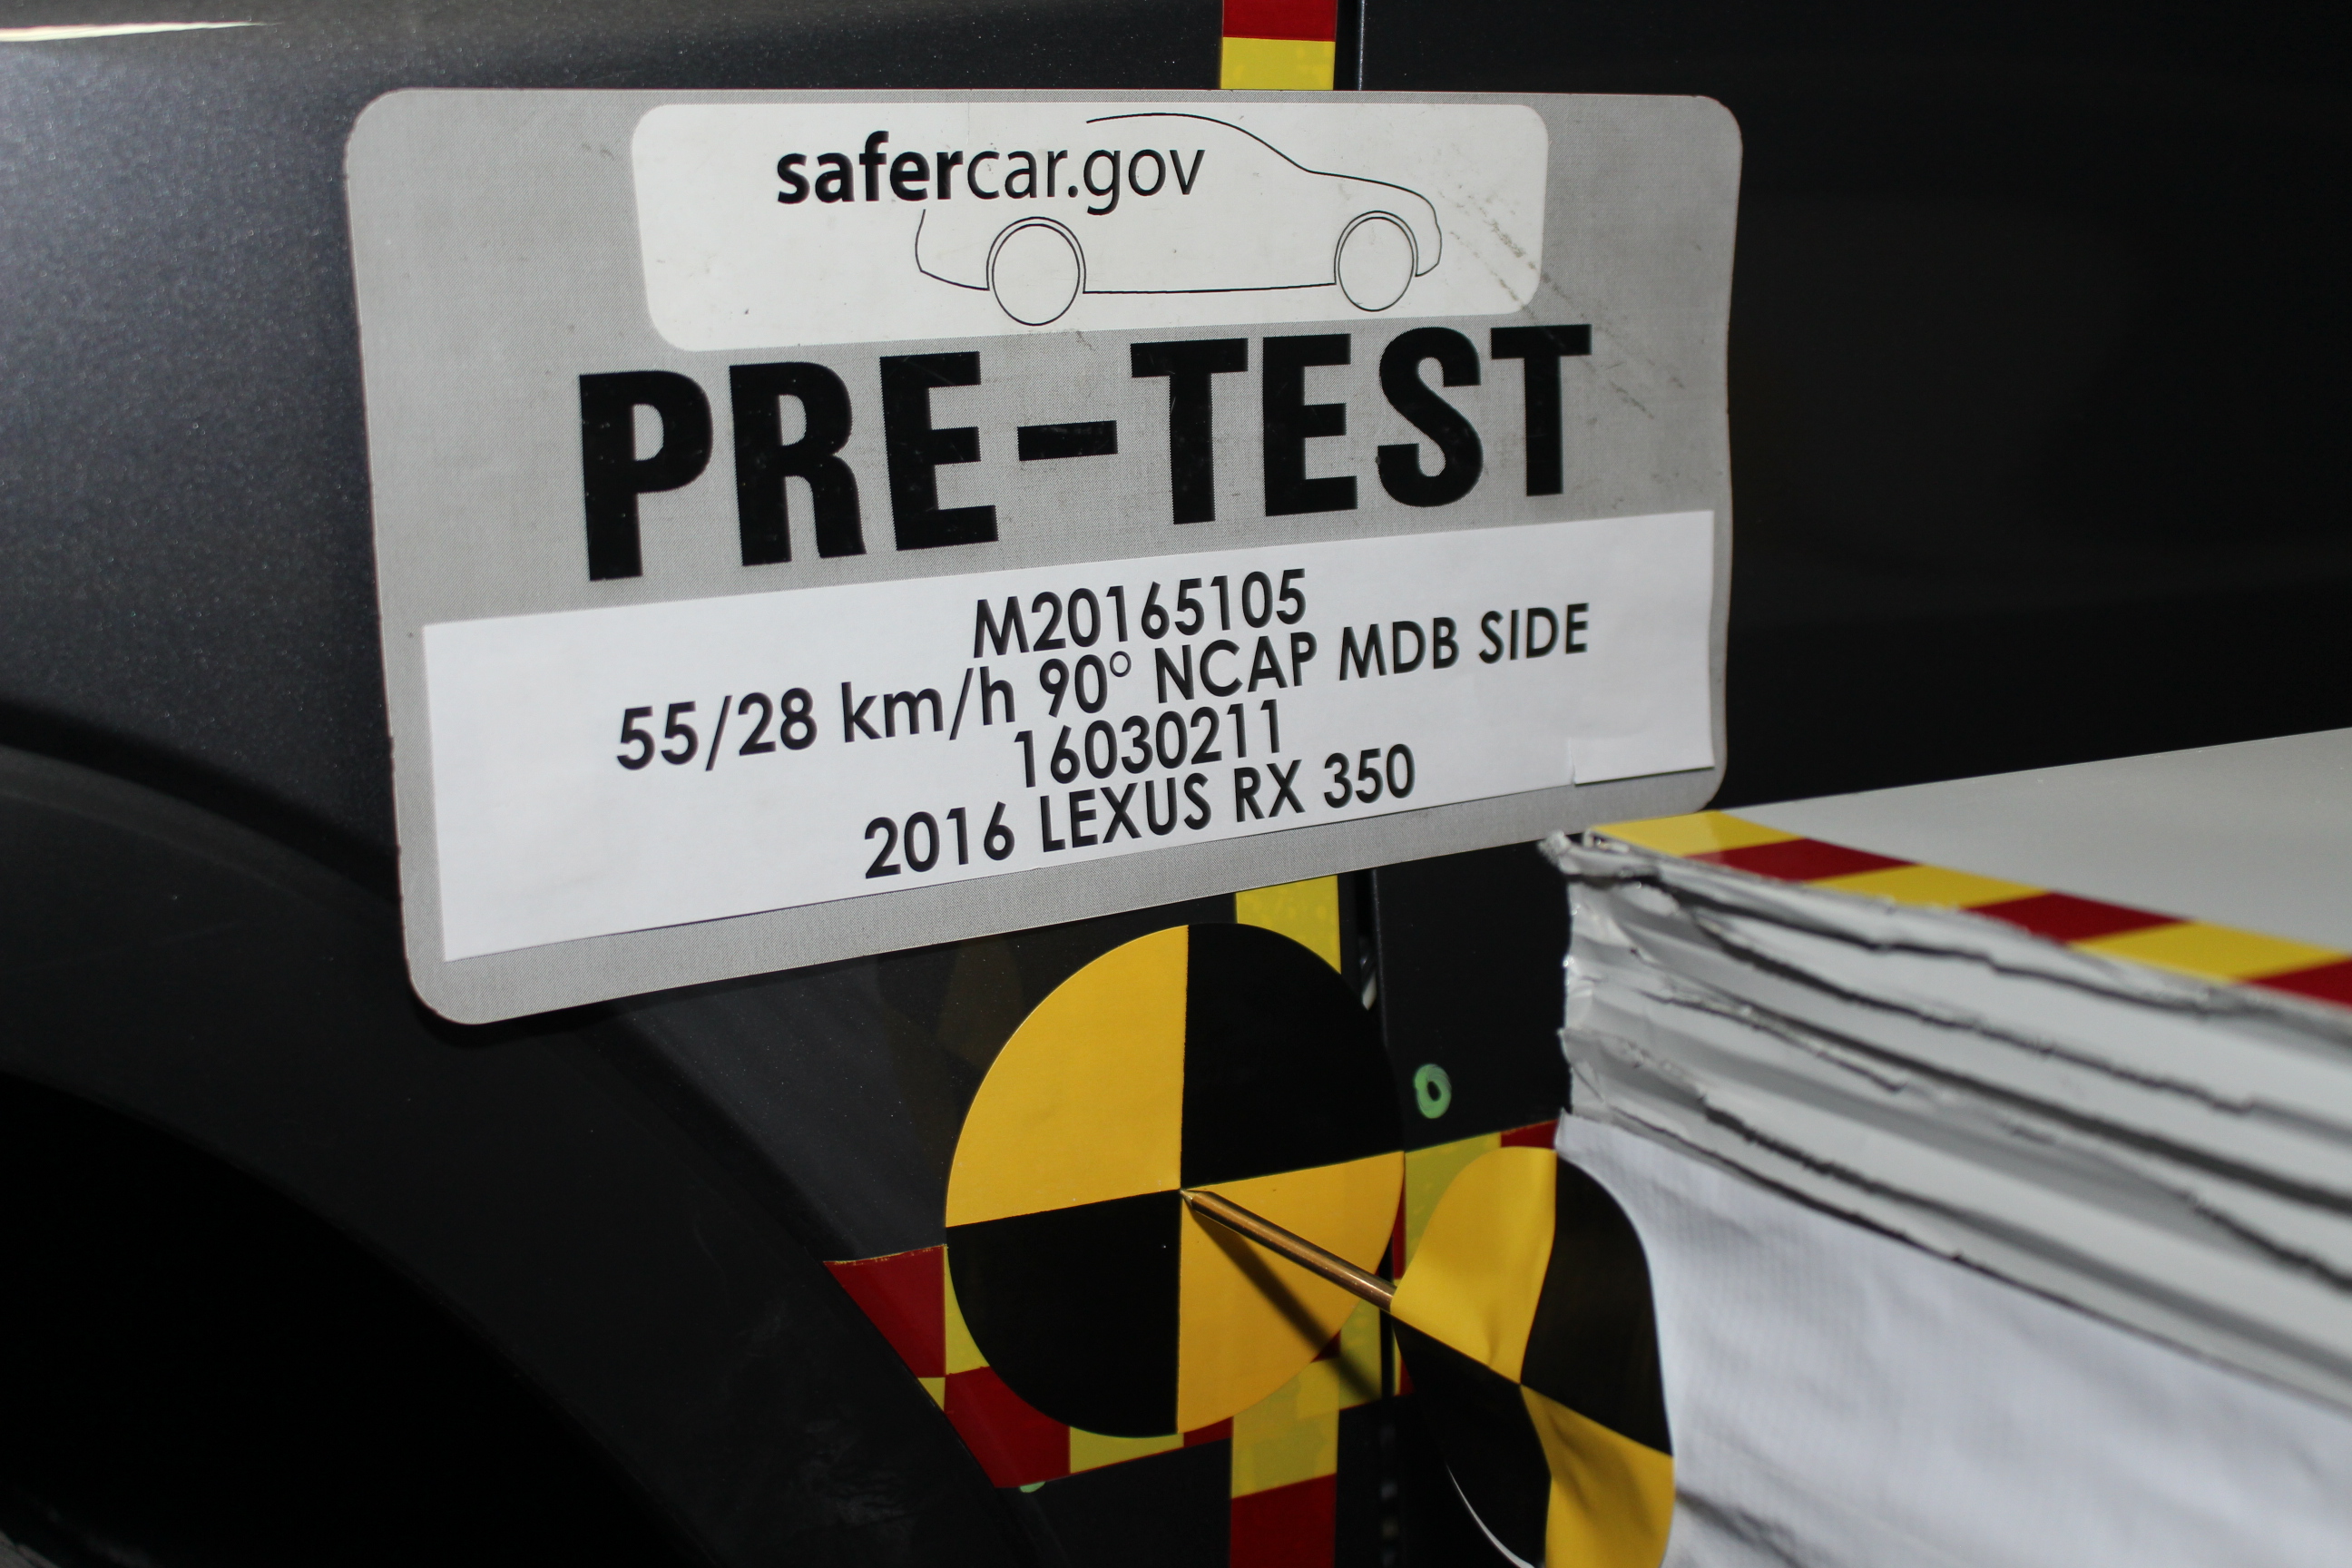 safercar.gov
PRE-TEST
M20165105
55/28 km/h 90° NCAP MDB SIDE
16030211
2016 LEXUS RX 350